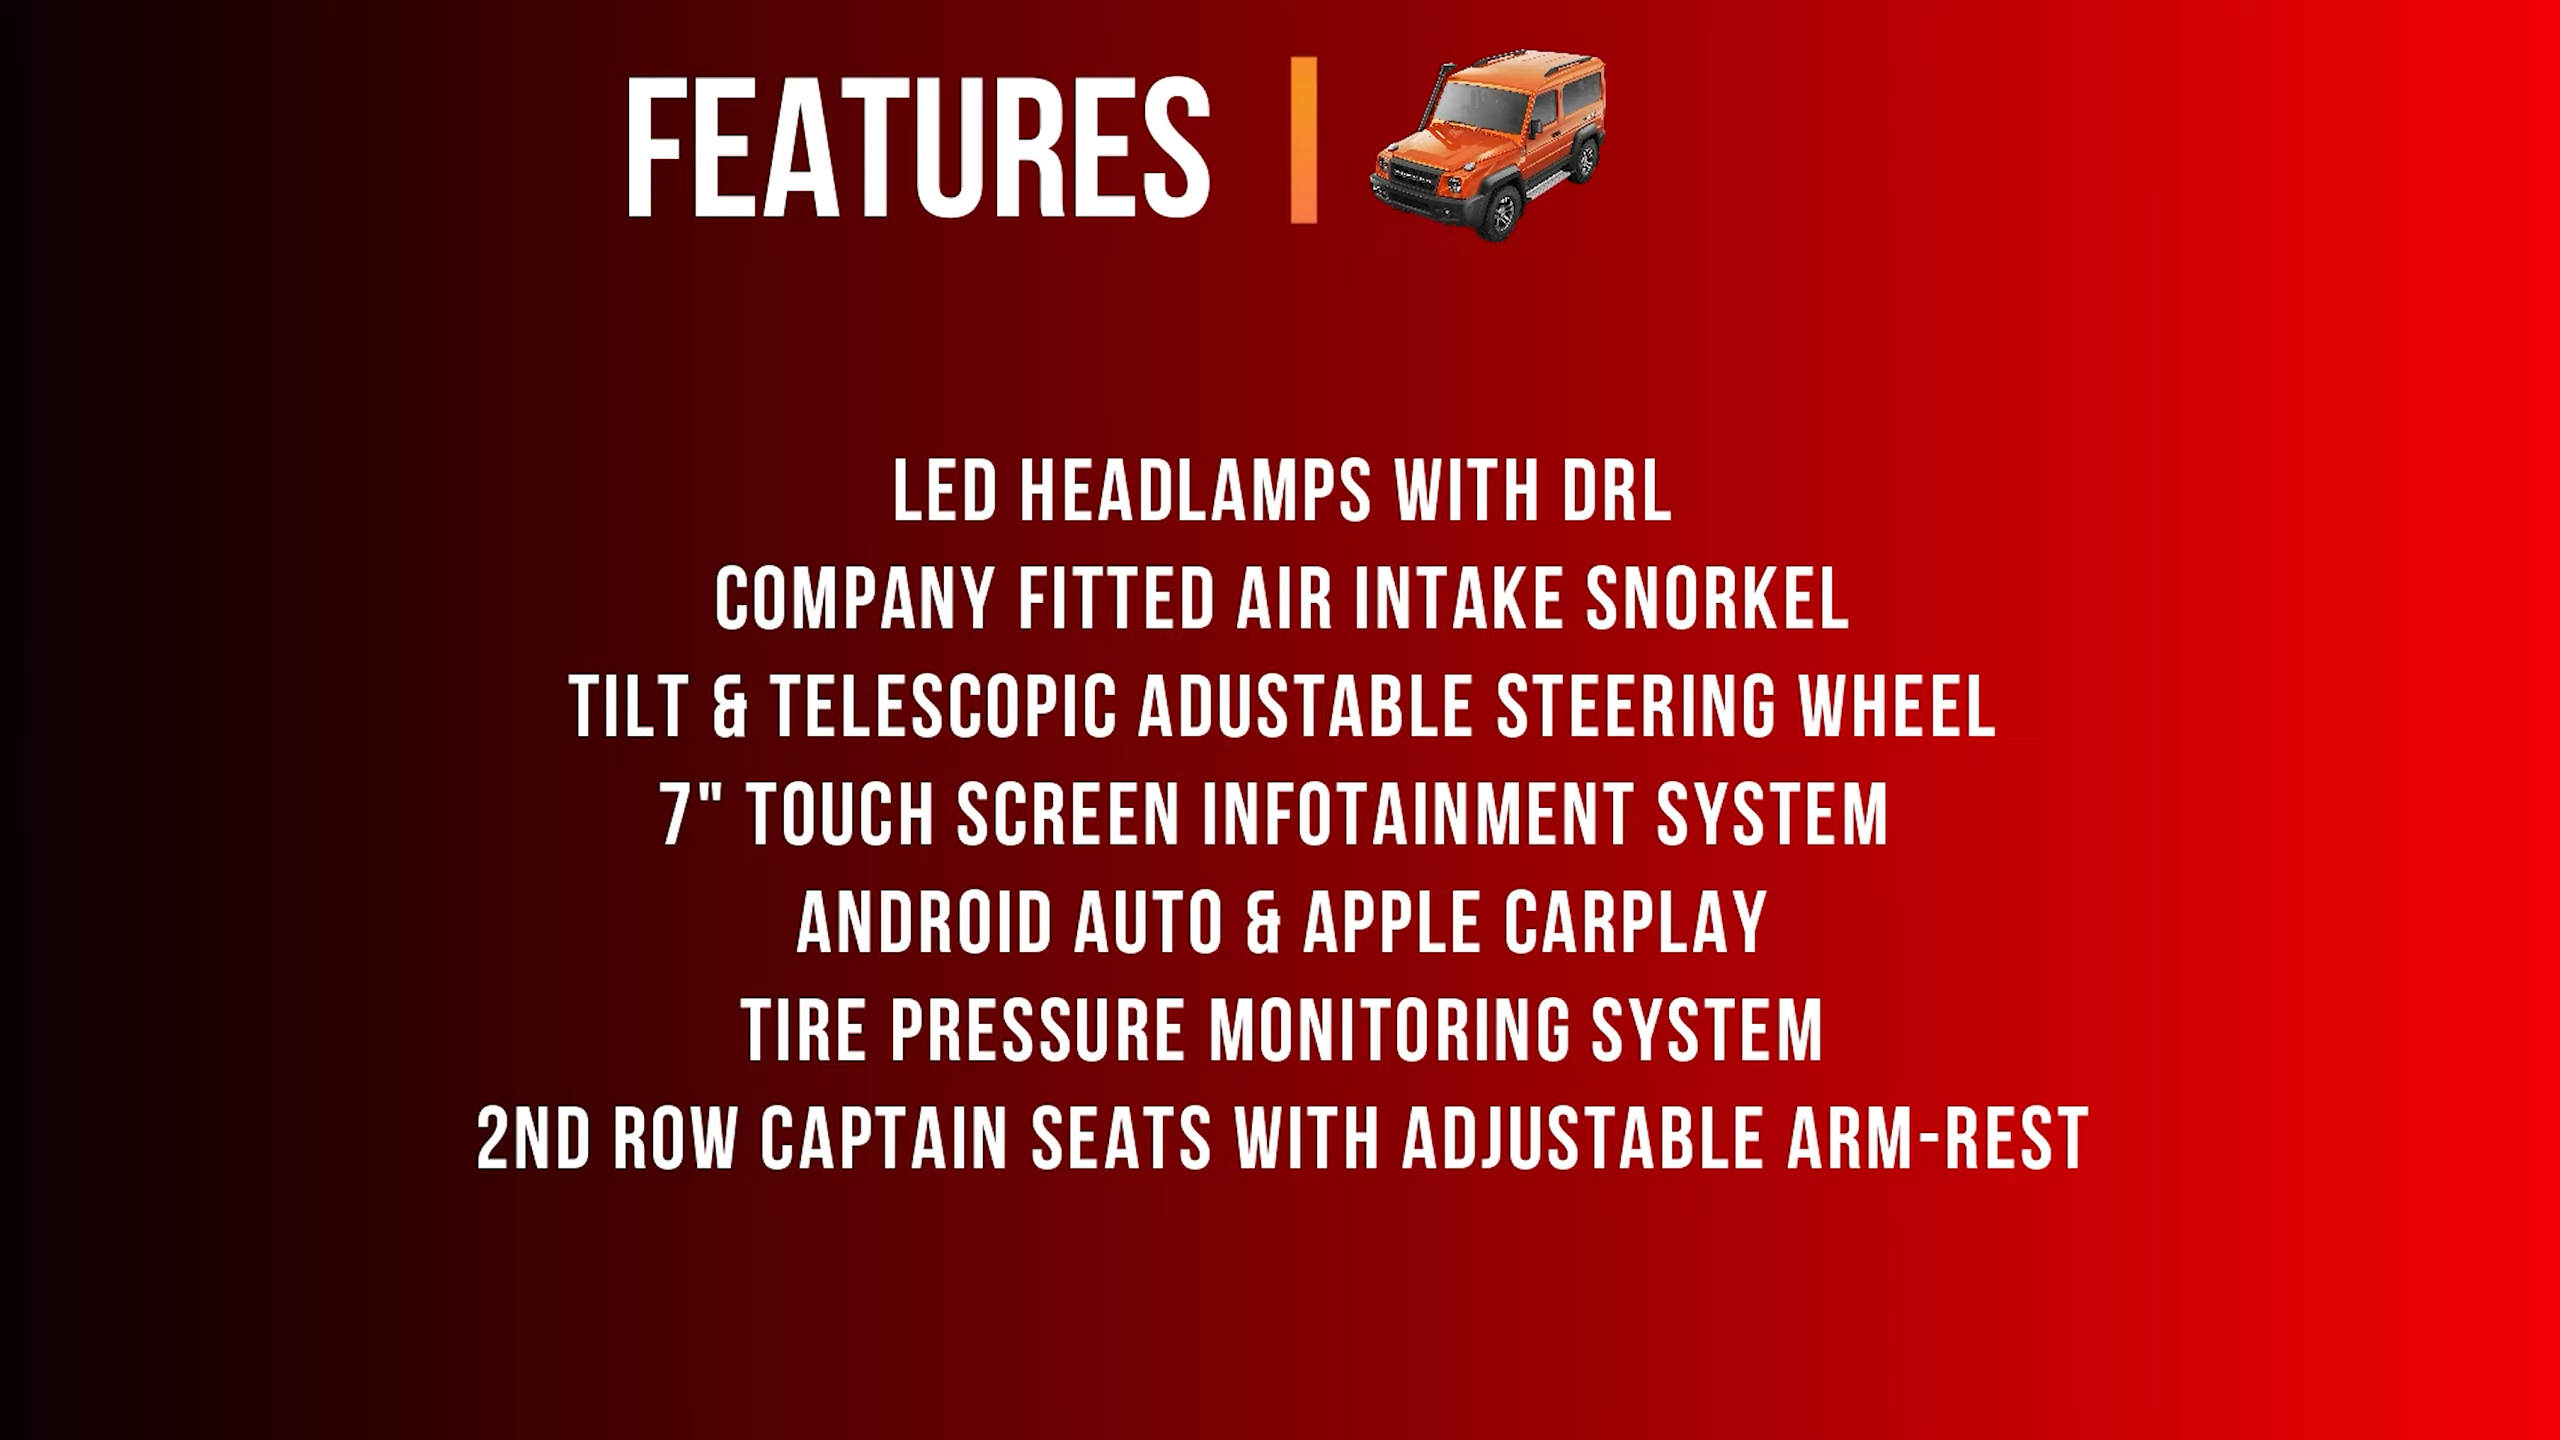 FEATURES
LED HEADLAMPS WITH DRL
COMPANY FITTED AIR INTAKE SNORKEL
TILT & TELESCOPIC ADUSTABLE STEERING WHEEL
7" TOUCH SCREEN INFOTAINMENT SYSTEM
ANDROID AUTO & APPLE CARPLAY
TIRE PRESSURE MONITORING SYSTEM
2ND ROW CAPTAIN SEATS WITH ADJUSTABLE ARM-REST